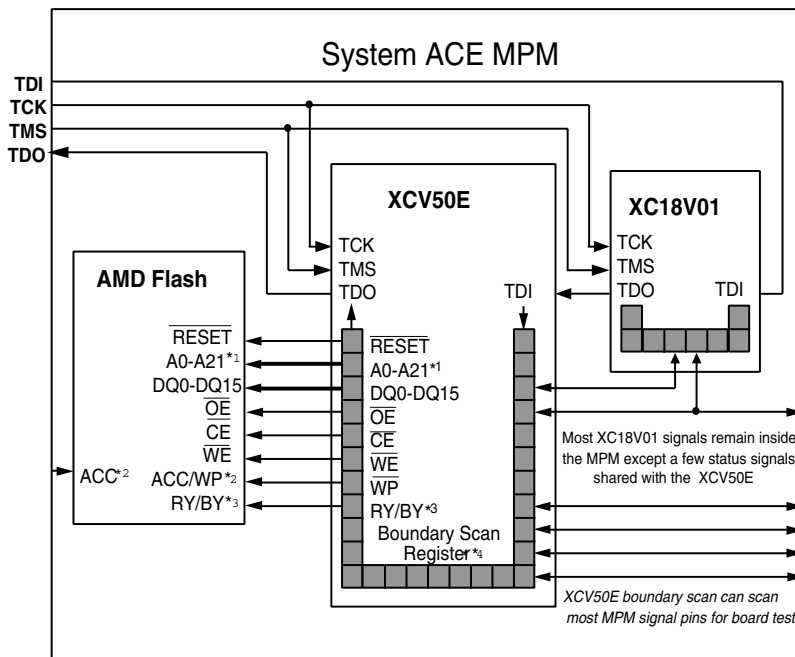 System ACE MPM
TDI
TCK
TMS
TDO
XCV50E
TCK
TMS
TDO
TDI
XC18V01
TCK
TMS
TDO
TDI
AMD Flash
RESET
A0-A21*1
DQ0-DQ15
OE
CE
WE
ACC*2
ACC/WP*2
RY/BY*3
RESET
A0-A21*1
DQ0-DQ15
OE
CE
WE
WP
RY/BY*3
Boundary Scan
Register*4
Most XC18V01 signals remain inside
the MPM except a few status signals
shared with the XCV50E
XCV50E boundary scan can scan
most MPM signal pins for board test